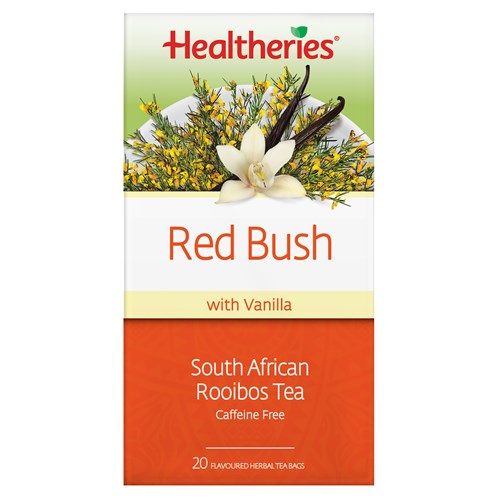 Healtheries®
Red Bush
with Vanilla
South African
Rooibos Tea
Caffeine Free
20 FLAVOURED HERBAL TEA BAGS